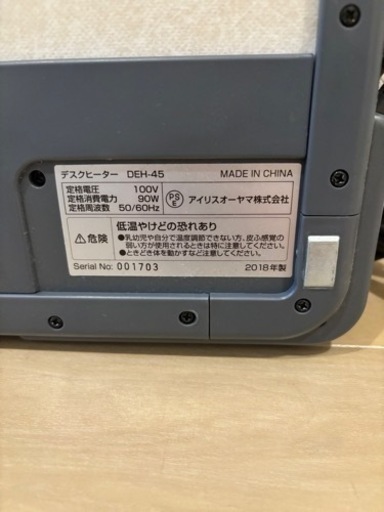 デスクヒーター DEH-45 MADE IN CHINA
定格電圧 100V
定格消費電力 90W
定格周波数 50/60Hz
PS
E
アイリスオーヤマ株式会社
⚠危険 低温やけどの恐れあり
●乳幼児や自分で温度調節できない方、皮ふ感覚の
弱い方が使用されるときは特に注意してください。
●ときどき体を動かすなど注意してください。
Serial No: 001703 2018年製